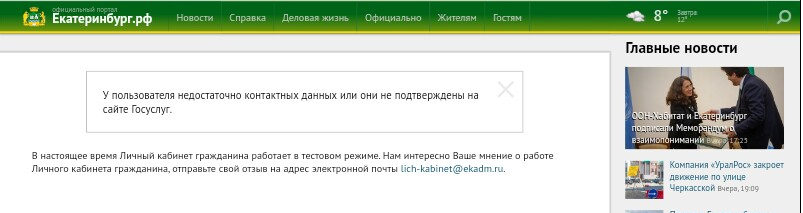 официальный портал
Екатеринбург.рф
Новости
Справка
Деловая жизнь
Официально
Жителям
Гостям
8°
Завтра
12°
Главные новости
У пользователя недостаточно контактных данных или они не подтверждены на
сайте Госуслуг.
В настоящее время Личный кабинет гражданина работает в тестовом режиме. Нам интересно Ваше мнение о работе
Личного кабинета гражданина, отправьте свой отзыв на адрес электронной почты lich-kabinet@ekadm.ru.
ООН-Хабитат и Екатеринбург
подписали Меморандум о
взаимопонимании Вчера, 17:23
Компания «УралРос» закроет
движение по улице
Черкасской Вчера, 19:09